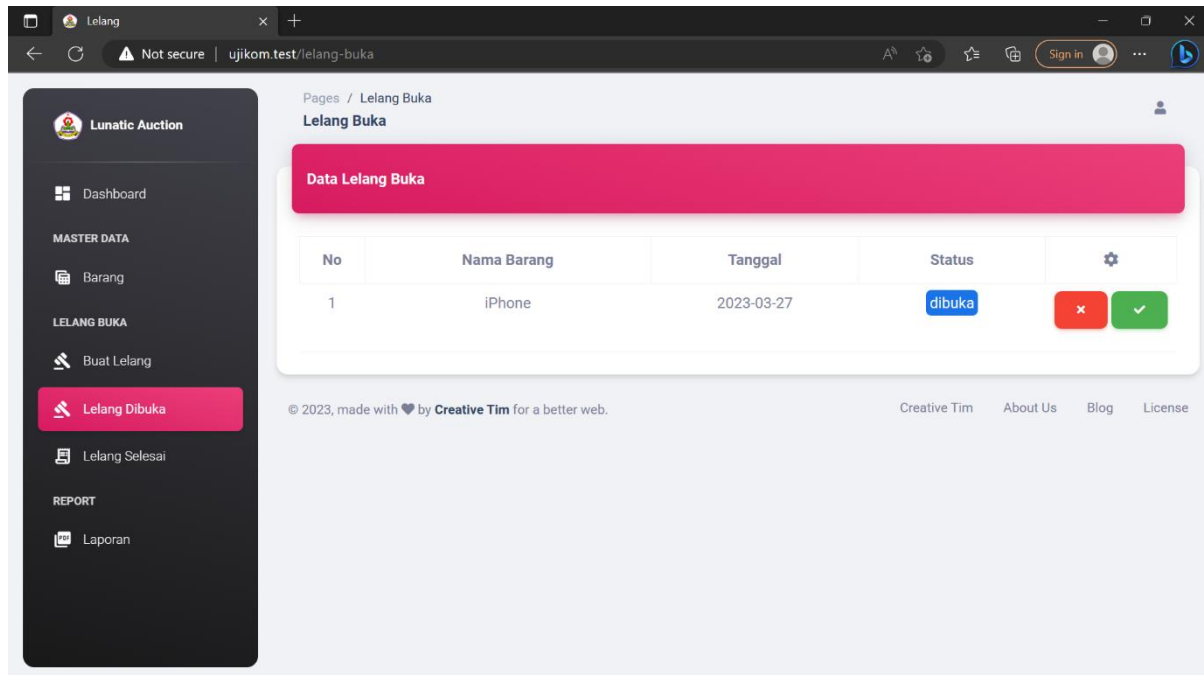 Lelang
Not secure | ujikom.test/lelang-buka
Sign in
Lunatic Auction
Dashboard
MASTER DATA
Barang
LELANG BUKA
Buat Lelang
Lelang Dibuka
Lelang Selesai
REPORT
PDF Laporan
Pages / Lelang Buka
Lelang Buka
Data Lelang Buka
No Nama Barang Tanggal Status
1 iPhone 2023-03-27 dibuka
© 2023, made with ♥ by Creative Tim for a better web.
Creative Tim About Us Blog License